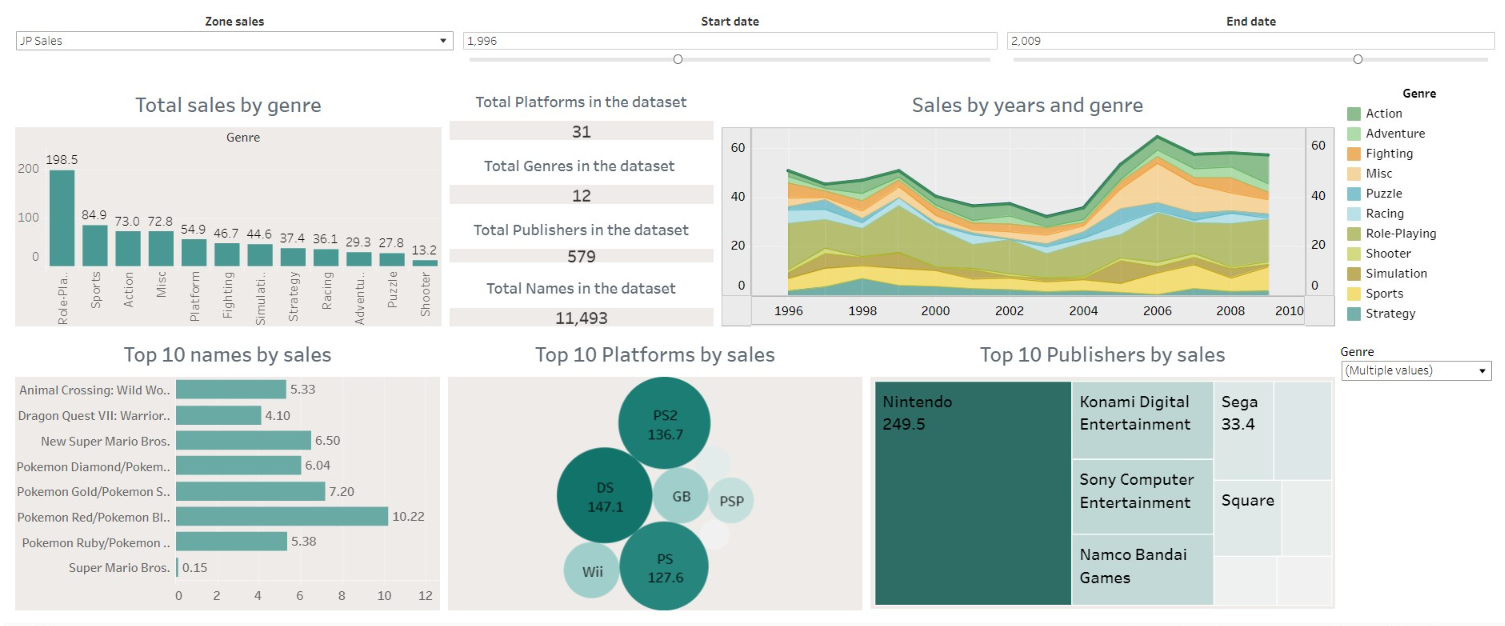 Zone sales
Start date
End date
JP Sales
1,996
2,009
Total sales by genre
Genre
200
100
0
198.5
84.9
73.0
72.8
54.9
46.7
44.6
37.4
36.1
29.3
27.8
13.2
Role-Pla..
Sports
Action
Misc
Platform
Fighting
Simulati..
Strategy
Racing
Adventu..
Puzzle
Shooter
Total Platforms in the dataset
31
Total Genres in the dataset
12
Total Publishers in the dataset
579
Total Names in the dataset
11,493
Sales by years and genre
60
40
20
0
60
40
20
0
1996
1998
2000
2002
2004
2006
2008
2010
Genre
Action
Adventure
Fighting
Misc
Puzzle
Racing
Role-Playing
Shooter
Simulation
Sports
Strategy
Genre
(Multiple values)
Top 10 names by sales
Animal Crossing: Wild Wo.. 5.33
Dragon Quest VII: Warrior.. 4.10
New Super Mario Bros. 6.50
Pokemon Diamond/Pokem.. 6.04
Pokemon Gold/Pokemon S.. 7.20
Pokemon Red/Pokemon Bl.. 10.22
Pokemon Ruby/Pokemon .. 5.38
Super Mario Bros. 0.15
0 2 4 6 8 10 12
Top 10 Platforms by sales
PS2
136.7
DS
147.1
GB
PSP
PS
127.6
Wii
Top 10 Publishers by sales
Nintendo
249.5
Konami Digital
Entertainment
Sony Computer
Entertainment
Namco Bandai
Games
Sega
33.4
Square